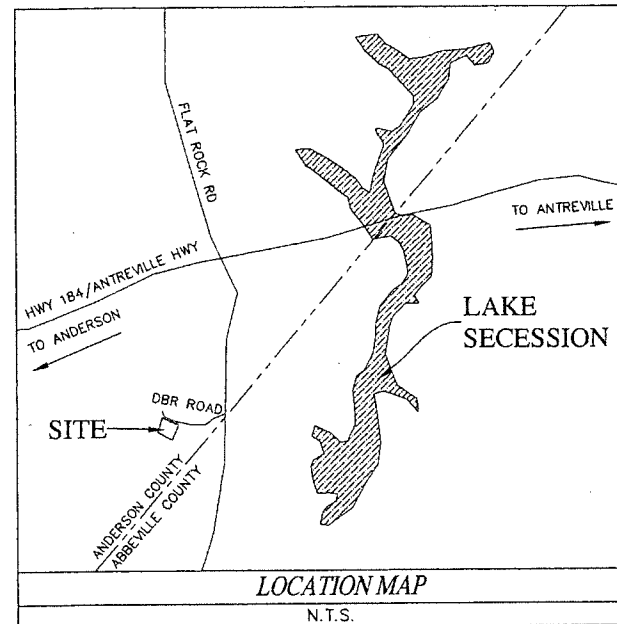 FLAT ROCK RD
TO ANTREVILLE
HWY 184/ANTREVILLE HWY
TO ANDERSON
LAKE
SECESSION
DBR ROAD
SITE
ANDERSON COUNTY
ABBEVILLE COUNTY
LOCATION MAP
N.T.S.